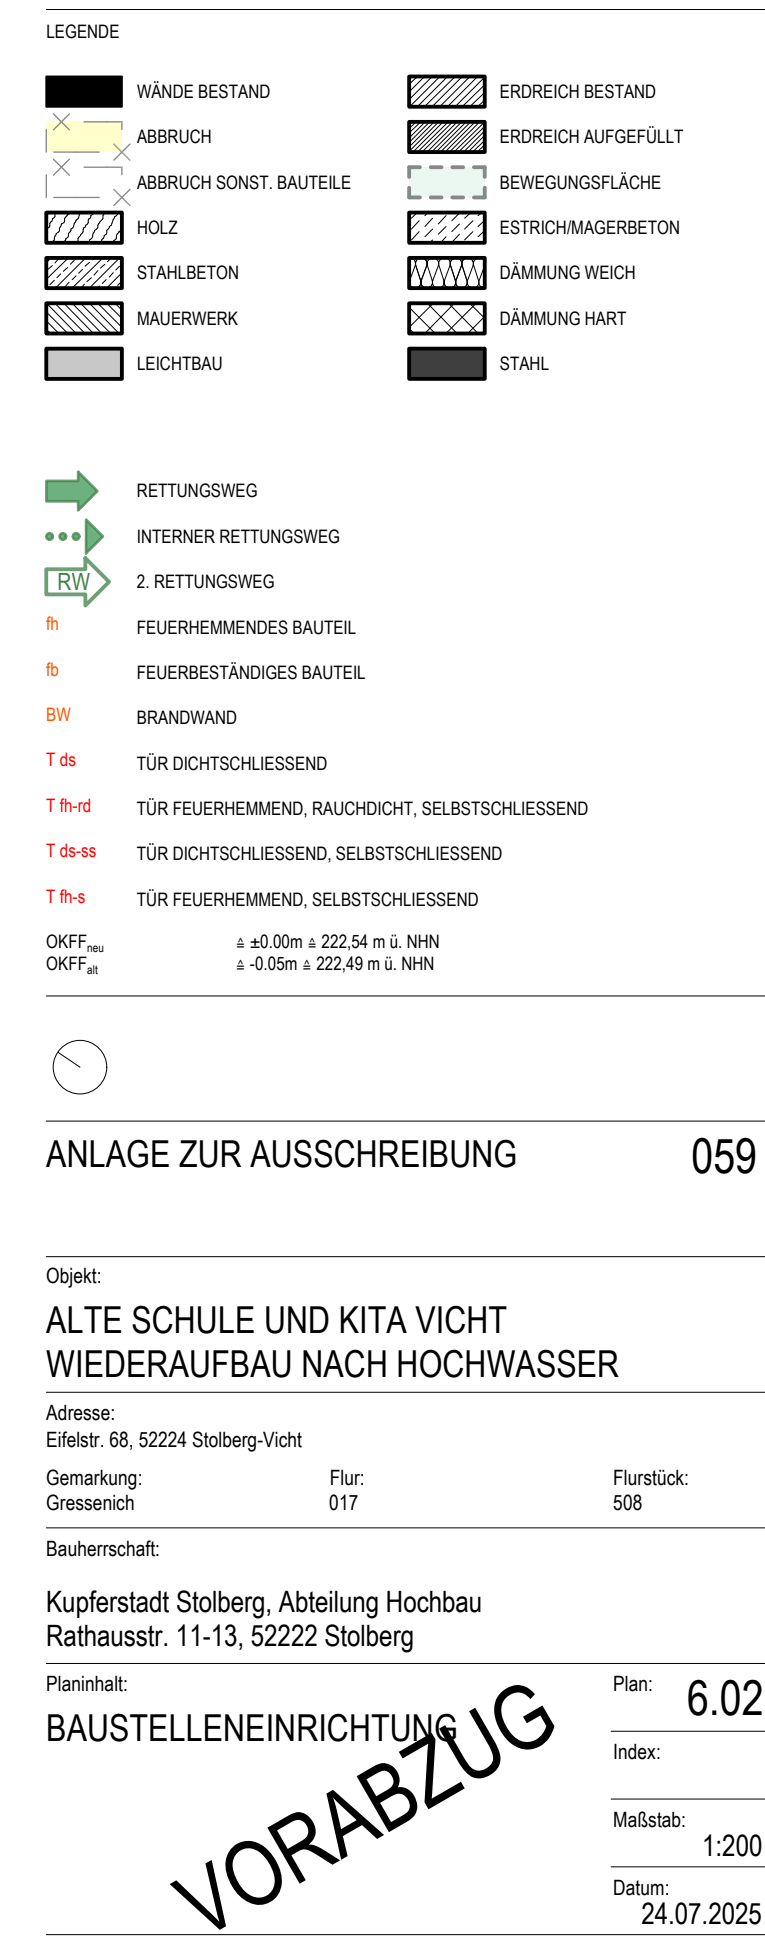 LEGENDE
WÄNDE BESTAND
ERDREICH BESTAND
ABBRUCH
ERDREICH AUFGEFÜLLT
ABBRUCH SONST. BAUTEILE
BEWEGUNGSFLÄCHE
HOLZ
ESTRICH/MAGERBETON
STAHLBETON
DÄMMUNG WEICH
MAUERWERK
DÄMMUNG HART
LEICHTBAU
STAHL
RETTUNGSWEG
INTERNER RETTUNGSWEG
RW 2. RETTUNGSWEG
fh FEUERHEMMENDES BAUTEIL
fb FEUERBESTÄNDIGES BAUTEIL
BW BRANDWAND
T ds TÜR DICHTSCHLIESSEND
T fh-rd TÜR FEUERHEMMEND, RAUCHDICHT, SELBSTSCHLIESSEND
T ds-ss TÜR DICHTSCHLIESSEND, SELBSTSCHLIESSEND
T fh-s TÜR FEUERHEMMEND, SELBSTSCHLIESSEND
OKFFneu ≙ ±0.00m ≙ 222,54 m ü. NHN
OKFFalt ≙ -0.05m ≙ 222,49 m ü. NHN
ANLAGE ZUR AUSSCHREIBUNG 059
Objekt:
ALTE SCHULE UND KITA VICHT
WIEDERAUFBAU NACH HOCHWASSER
Adresse:
Eifelstr. 68, 52224 Stolberg-Vicht
Gemarkung: Flur: Flurstück:
Gressenich 017 508
Bauherrschaft:
Kupferstadt Stolberg, Abteilung Hochbau
Rathausstr. 11-13, 52222 Stolberg
Planinhalt:
BAUSTELLENEINRICHTUNG
VORABZUG
Plan: 6.02
Index:
Maßstab:
1:200
Datum:
24.07.2025